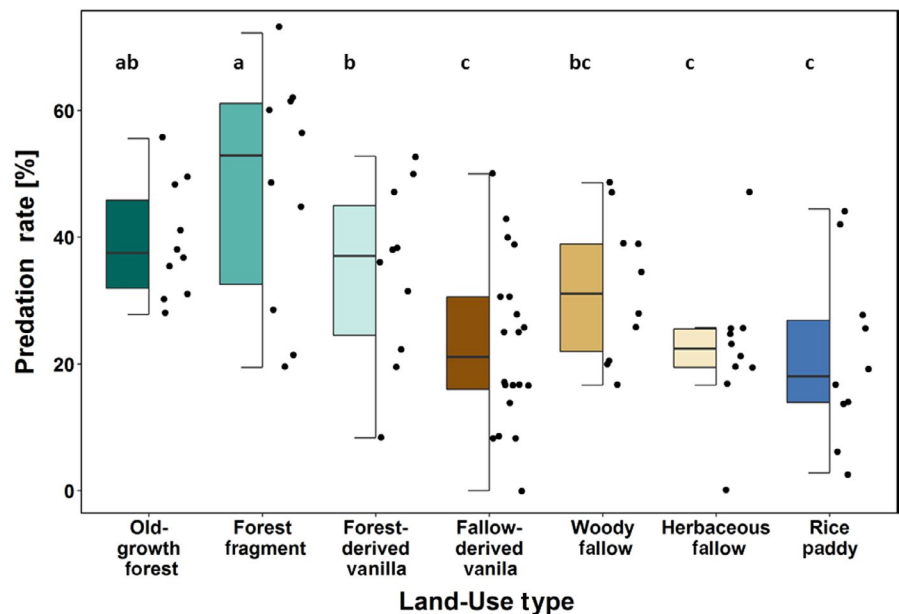 ab a b c bc c c
Predation rate [%]
60
40
20
0
Old-growth forest
Forest fragment
Forest-derived vanilla
Fallow-derived vanila
Woody fallow
Herbaceous fallow
Rice paddy
Land-Use type